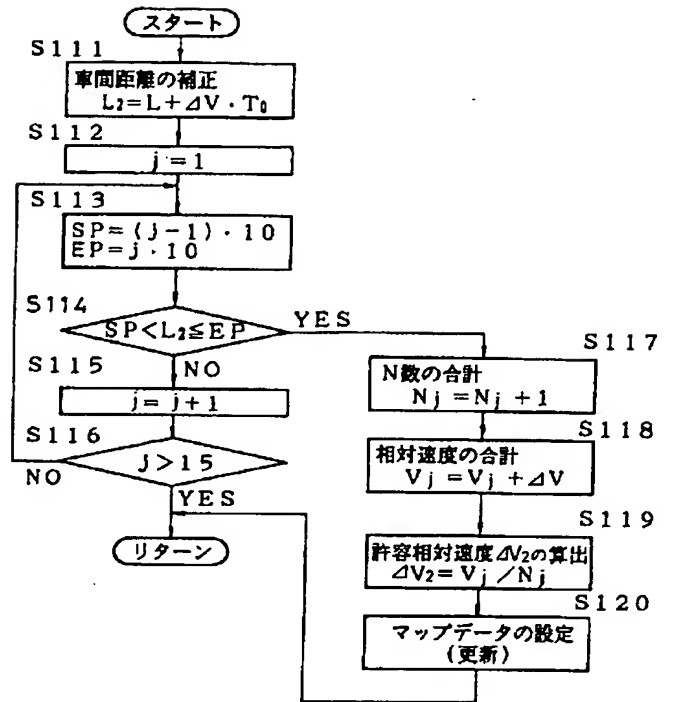 スタート
S111
車間距離の補正
L₂=L+ΔV・T₀
S112
j=1
S113
SP=(j-1)・10
EP=j・10
S114
SP<L₂≦EP
YES
NO
S115
j=j+1
S116
j>15
NO
YES
リターン
S117
N数の合計
Nj=Nj+1
S118
相対速度の合計
Vj=Vj+ΔV
S119
許容相対速度ΔV₂の算出
ΔV₂=Vj/Nj
S120
マップデータの設定
(更新)